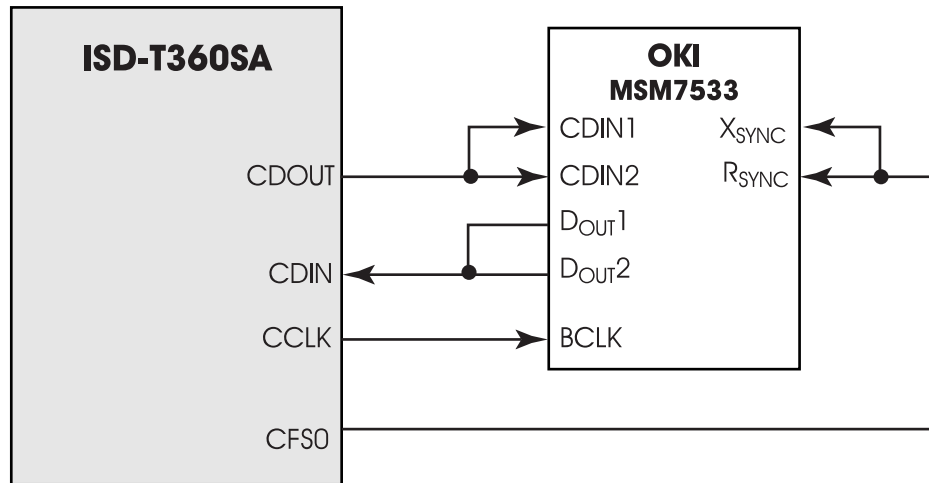 ISD-T360SA
CDOUT
CDIN
CCLK
CFS0
OKI
MSM7533
CDIN1
CDIN2
DOUT1
DOUT2
BCLK
XSYNC
RSYNC